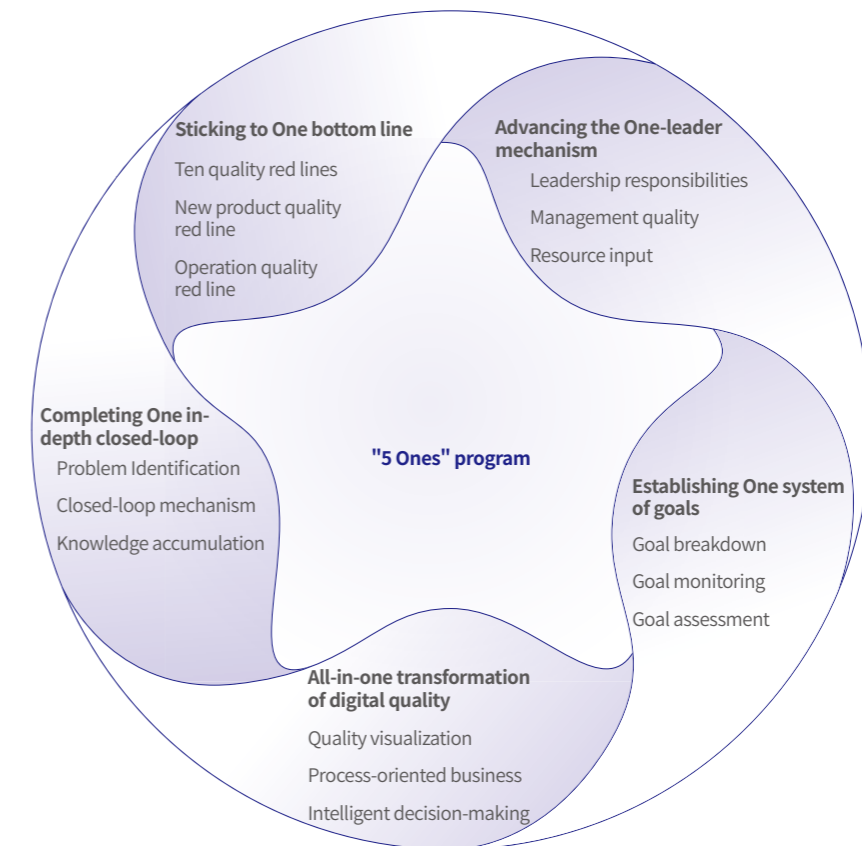 Sticking to One bottom line
Ten quality red lines
New product quality
red line
Operation quality
red line
Advancing the One-leader
mechanism
Leadership responsibilities
Management quality
Resource input
Completing One in-
depth closed-loop
Problem Identification
Closed-loop mechanism
Knowledge accumulation
"5 Ones" program
Establishing One system
of goals
Goal breakdown
Goal monitoring
Goal assessment
All-in-one transformation
of digital quality
Quality visualization
Process-oriented business
Intelligent decision-making